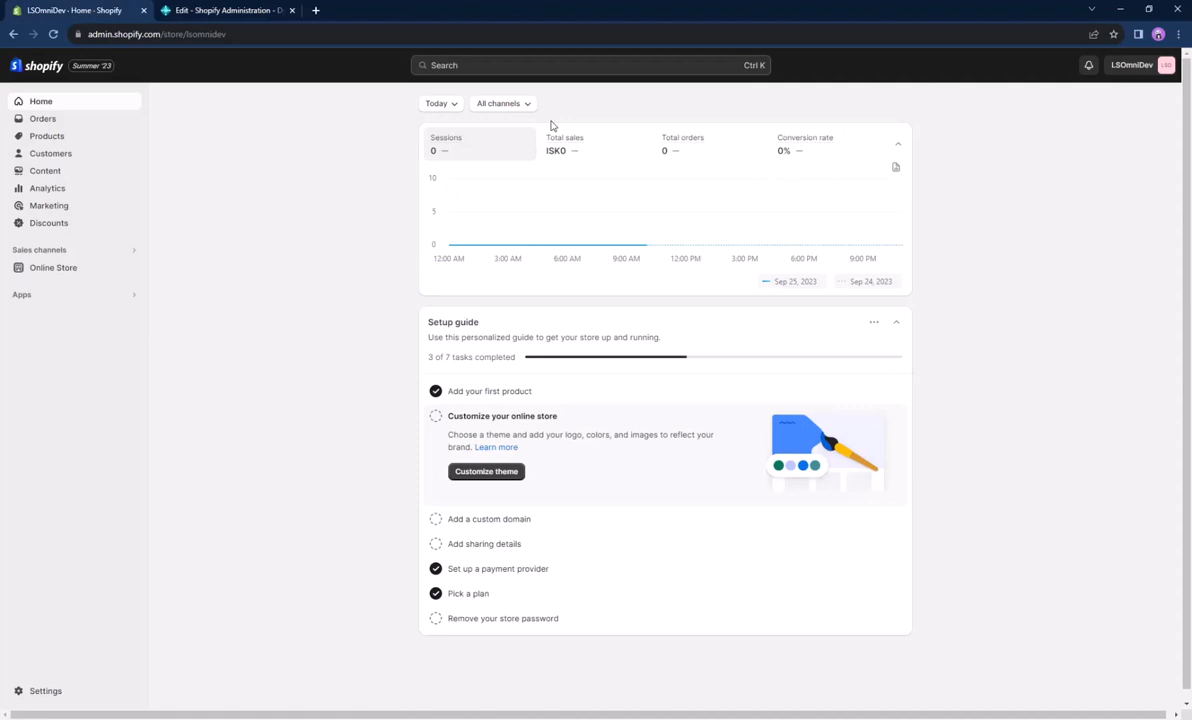 LSOmniDev - Home - Shopify
Edit - Shopify Administration - D
admin.shopify.com/store/lsomnidev
shopify
Summer '23
Search
Ctrl K
LSOmniDev
LSD
Home
Orders
Products
Customers
Content
Analytics
Marketing
Discounts
Sales channels
Online Store
Apps
Settings
Today
All channels
Sessions
0 —
Total sales
ISK0 —
Total orders
0 —
Conversion rate
0% —
10
5
0
12:00 AM 3:00 AM 6:00 AM 9:00 AM 12:00 PM 3:00 PM 6:00 PM 9:00 PM
Sep 25, 2023 Sep 24, 2023
Setup guide
Use this personalized guide to get your store up and running.
3 of 7 tasks completed
Add your first product
Customize your online store
Choose a theme and add your logo, colors, and images to reflect your
brand. Learn more
Customize theme
Add a custom domain
Add sharing details
Set up a payment provider
Pick a plan
Remove your store password